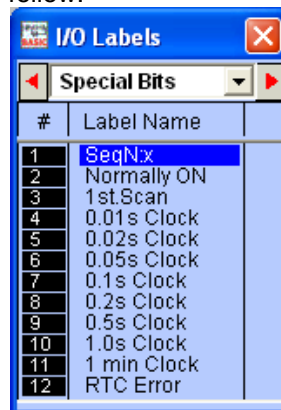 follow:
BASIC I/O Labels
Special Bits
# Label Name
1 SeqN:x
2 Normally ON
3 1st.Scan
4 0.01s Clock
5 0.02s Clock
6 0.05s Clock
7 0.1s Clock
8 0.2s Clock
9 0.5s Clock
10 1.0s Clock
11 1 min Clock
12 RTC Error